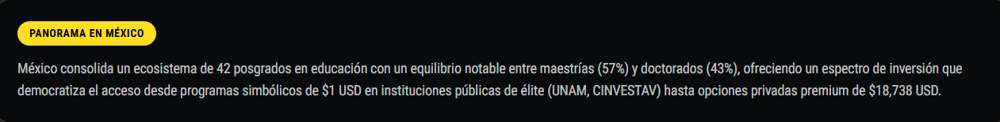 PANORAMA EN MÉXICO
México consolida un ecosistema de 42 posgrados en educación con un equilibrio notable entre maestrías (57%) y doctorados (43%), ofreciendo un espectro de inversión que
democratiza el acceso desde programas simbólicos de $1 USD en instituciones públicas de élite (UNAM, CINVESTAV) hasta opciones privadas premium de $18,738 USD.